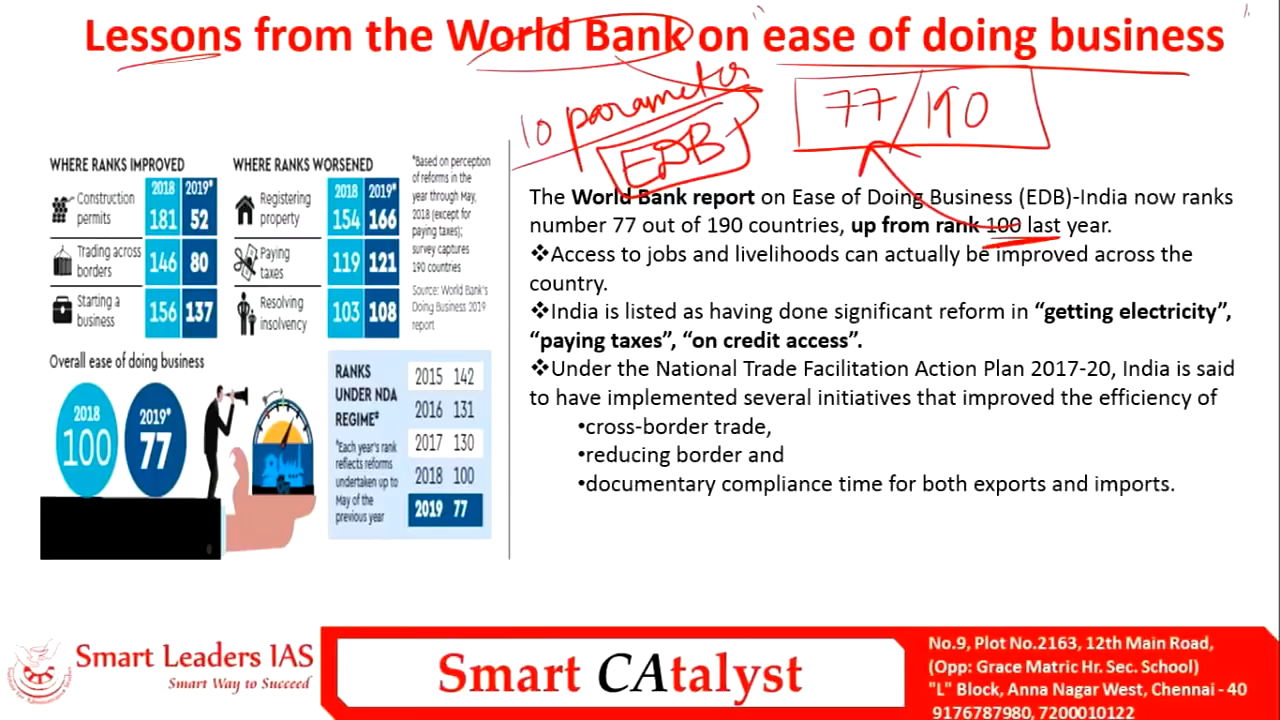 Lessons from the World Bank on ease of doing business
10 parameter
EDB
77/190
WHERE RANKS IMPROVED
2018 2019*
Construction permits 181 52
Trading across borders 146 80
Starting a business 156 137
WHERE RANKS WORSENED
2018 2019*
Registering property 154 166
Paying taxes 119 121
Resolving insolvency 103 108
*Based on perception
of reforms in the
year through May,
2018 (except for
paying taxes);
survey captures
190 countries
Source: World Bank's
Doing Business 2019
report
Overall ease of doing business
2018
100
2019*
77
RANKS
UNDER NDA
REGIME‡
‡Each year's rank
reflects reforms
undertaken up to
May of the
previous year
2015 142
2016 131
2017 130
2018 100
2019 77
The World Bank report on Ease of Doing Business (EDB)-India now ranks
number 77 out of 190 countries, up from rank 100 last year.
❖Access to jobs and livelihoods can actually be improved across the
country.
❖India is listed as having done significant reform in “getting electricity”,
“paying taxes”, “on credit access”.
❖Under the National Trade Facilitation Action Plan 2017-20, India is said
to have implemented several initiatives that improved the efficiency of
•cross-border trade,
•reducing border and
•documentary compliance time for both exports and imports.
Smart Leaders IAS
Smart Way to Succeed
Smart CAtalyst
No.9, Plot No.2163, 12th Main Road,
(Opp: Grace Matric Hr. Sec. School)
"L" Block, Anna Nagar West, Chennai - 40
9176787980, 7200010122